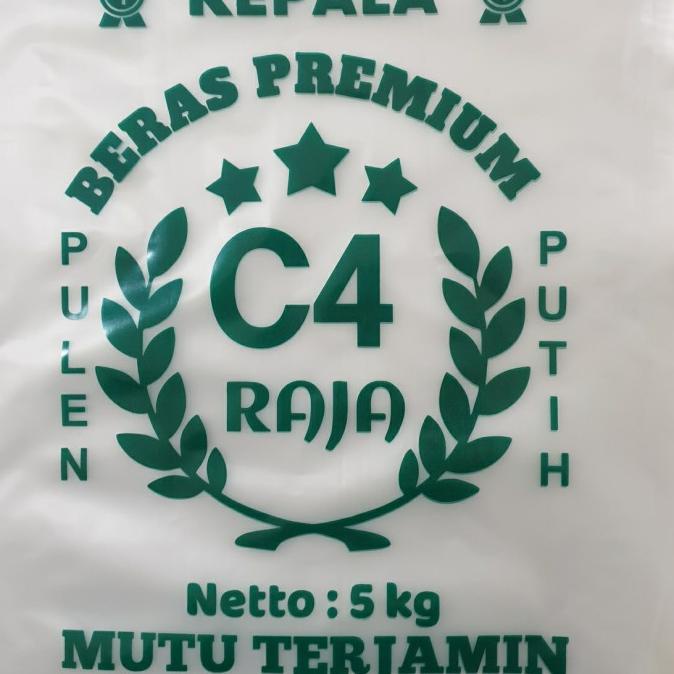 KEPALA
BERAS PREMIUM
C4
RAJA
PULEN
PUTIH
Netto : 5 kg
MUTU TERJAMIN